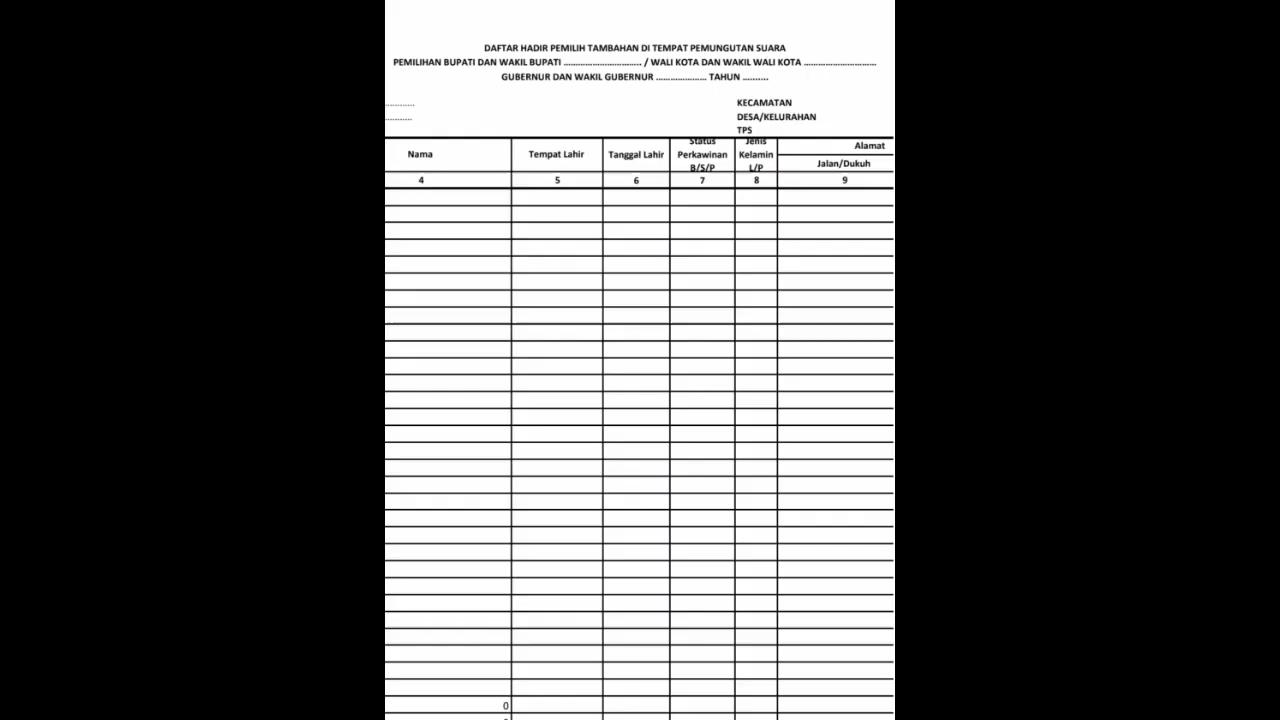 DAFTAR HADIR PEMILIH TAMBAHAN DI TEMPAT PEMUNGUTAN SUARA
PEMILIHAN BUPATI DAN WAKIL BUPATI ................................ / WALI KOTA DAN WAKIL WALI KOTA ..............................
GUBERNUR DAN WAKIL GUBERNUR ..................... TAHUN ..........
............ KECAMATAN
........... DESA/KELURAHAN
TPS
Nama Tempat Lahir Tanggal Lahir Status Perkawinan B/S/P Jenis Kelamin L/P Alamat
Jalan/Dukuh
4 5 6 7 8 9
0